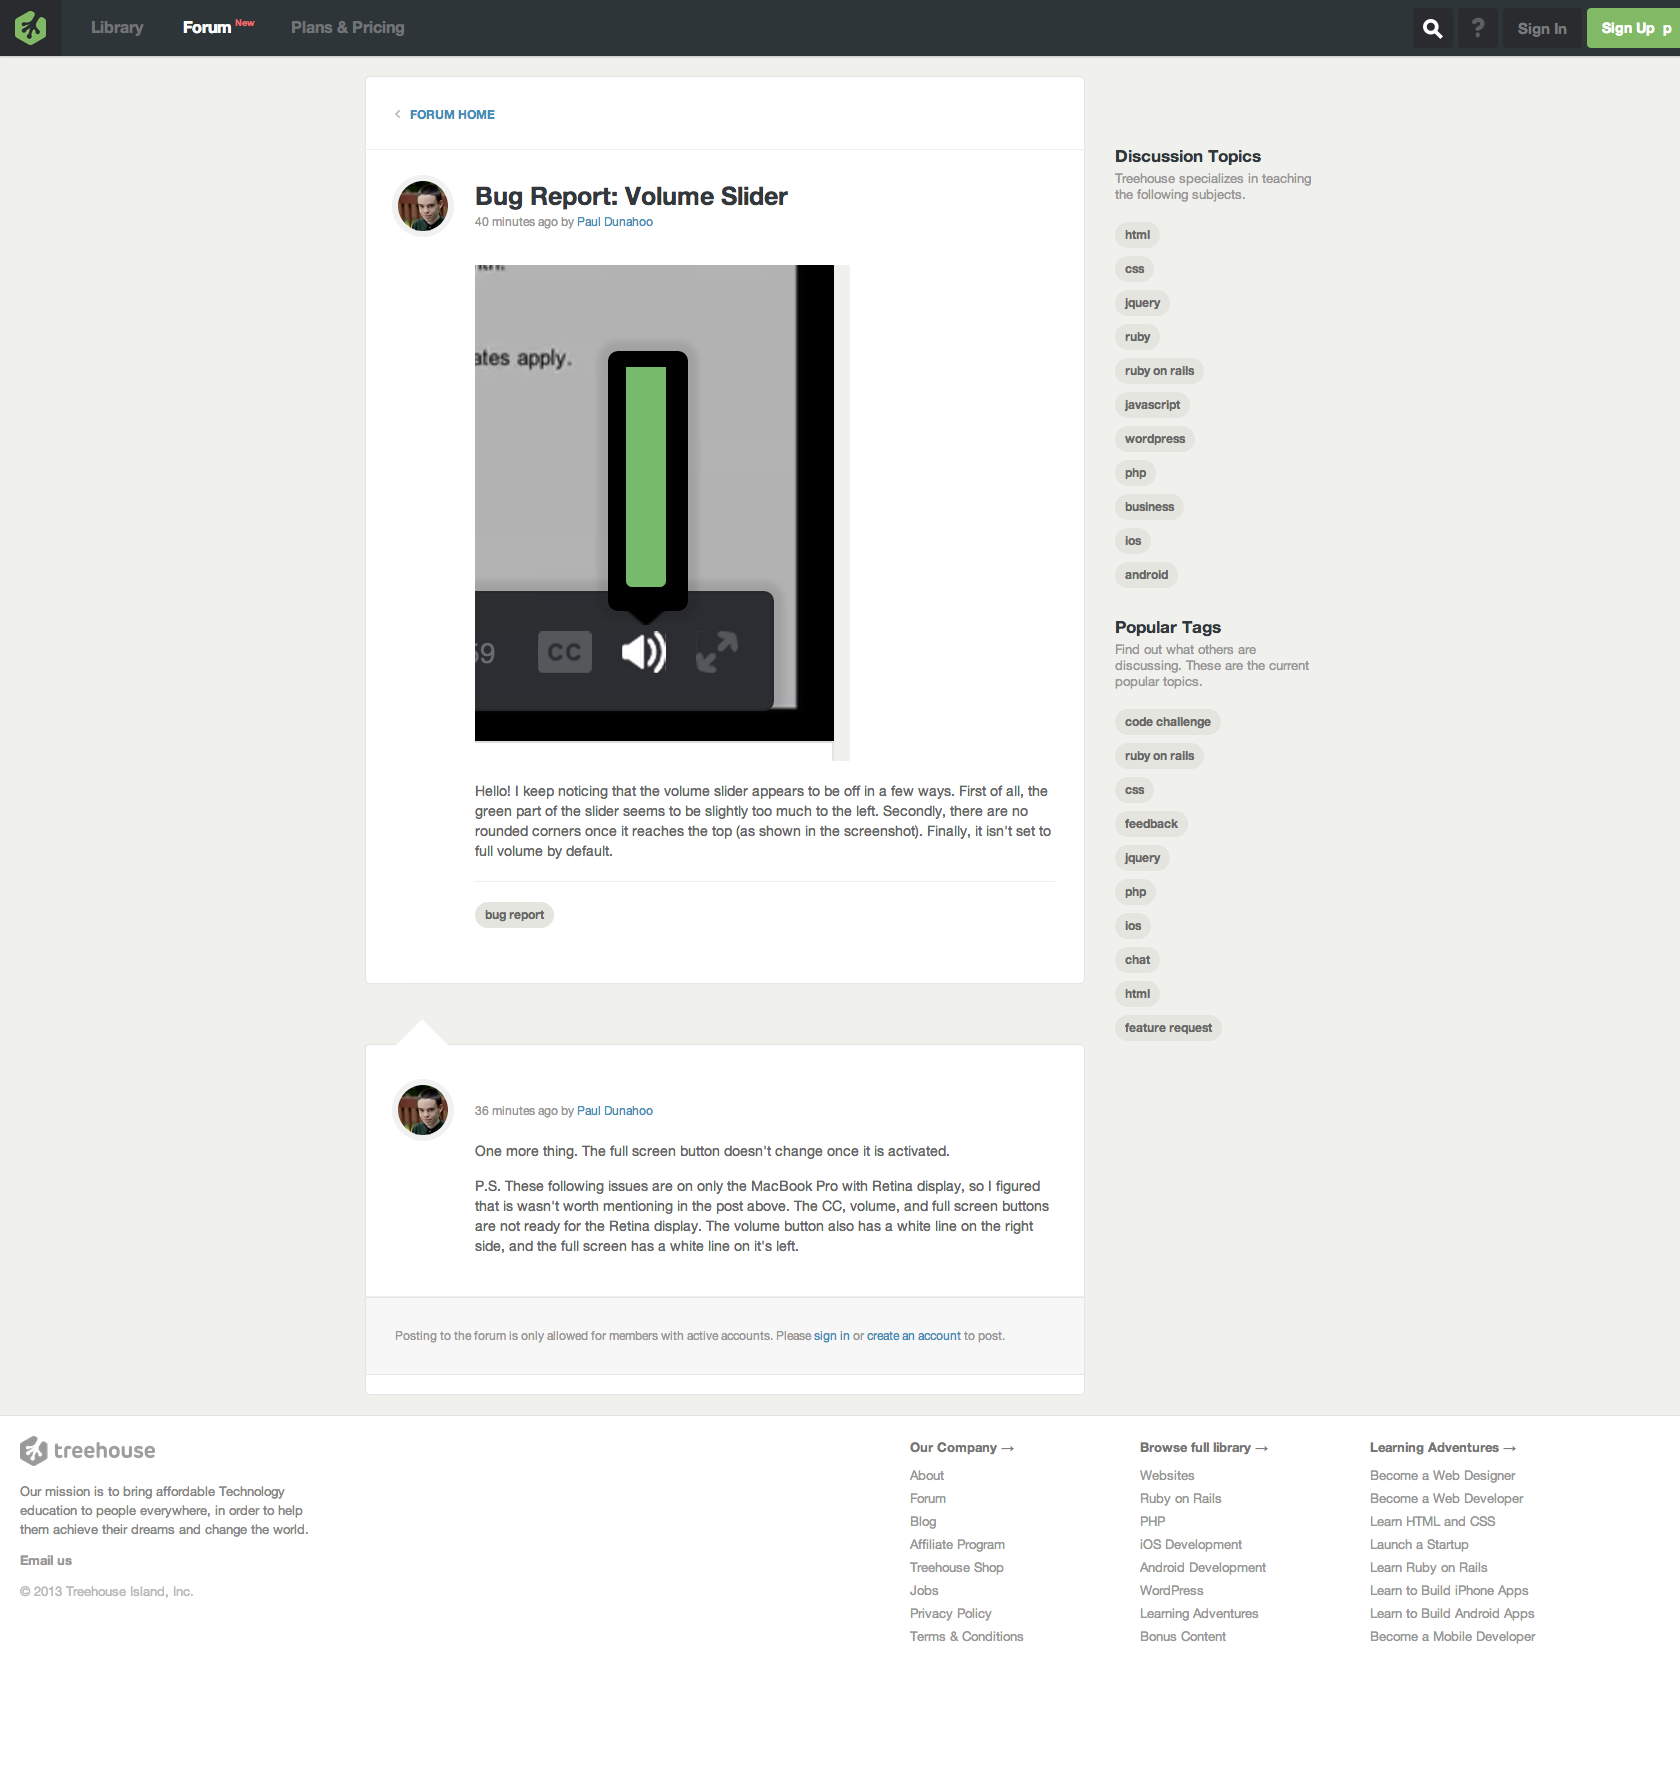 Library
Forum New
Plans & Pricing
?
Sign In
Sign Up p
FORUM HOME
Bug Report: Volume Slider
40 minutes ago by Paul Dunahoo
ates apply.
59
CC
Hello! I keep noticing that the volume slider appears to be off in a few ways. First of all, the
green part of the slider seems to be slightly too much to the left. Secondly, there are no
rounded corners once it reaches the top (as shown in the screenshot). Finally, it isn't set to
full volume by default.
bug report
36 minutes ago by Paul Dunahoo
One more thing. The full screen button doesn't change once it is activated.
P.S. These following issues are on only the MacBook Pro with Retina display, so I figured
that is wasn't worth mentioning in the post above. The CC, volume, and full screen buttons
are not ready for the Retina display. The volume button also has a white line on the right
side, and the full screen has a white line on it's left.
Posting to the forum is only allowed for members with active accounts. Please sign in or create an account to post.
Discussion Topics
Treehouse specializes in teaching
the following subjects.
html
css
jquery
ruby
ruby on rails
javascript
wordpress
php
business
ios
android
Popular Tags
Find out what others are
discussing. These are the current
popular topics.
code challenge
ruby on rails
css
feedback
jquery
php
ios
chat
html
feature request
treehouse
Our mission is to bring affordable Technology
education to people everywhere, in order to help
them achieve their dreams and change the world.
Email us
© 2013 Treehouse Island, Inc.
Our Company →
About
Forum
Blog
Affiliate Program
Treehouse Shop
Jobs
Privacy Policy
Terms & Conditions
Browse full library →
Websites
Ruby on Rails
PHP
iOS Development
Android Development
WordPress
Learning Adventures
Bonus Content
Learning Adventures →
Become a Web Designer
Become a Web Developer
Learn HTML and CSS
Launch a Startup
Learn Ruby on Rails
Learn to Build iPhone Apps
Learn to Build Android Apps
Become a Mobile Developer